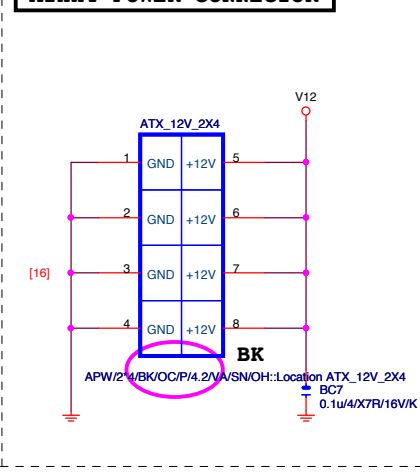 V12
ATX_12V_2X4
1 GND +12V 5
2 GND +12V 6
[16] 3 GND +12V 7
4 GND +12V 8
BK
APW/2*4/BK/OC/P/4.2/VA/SN/OH::Location ATX_12V_2X4
BC7
0.1u/4/X7R/16V/K